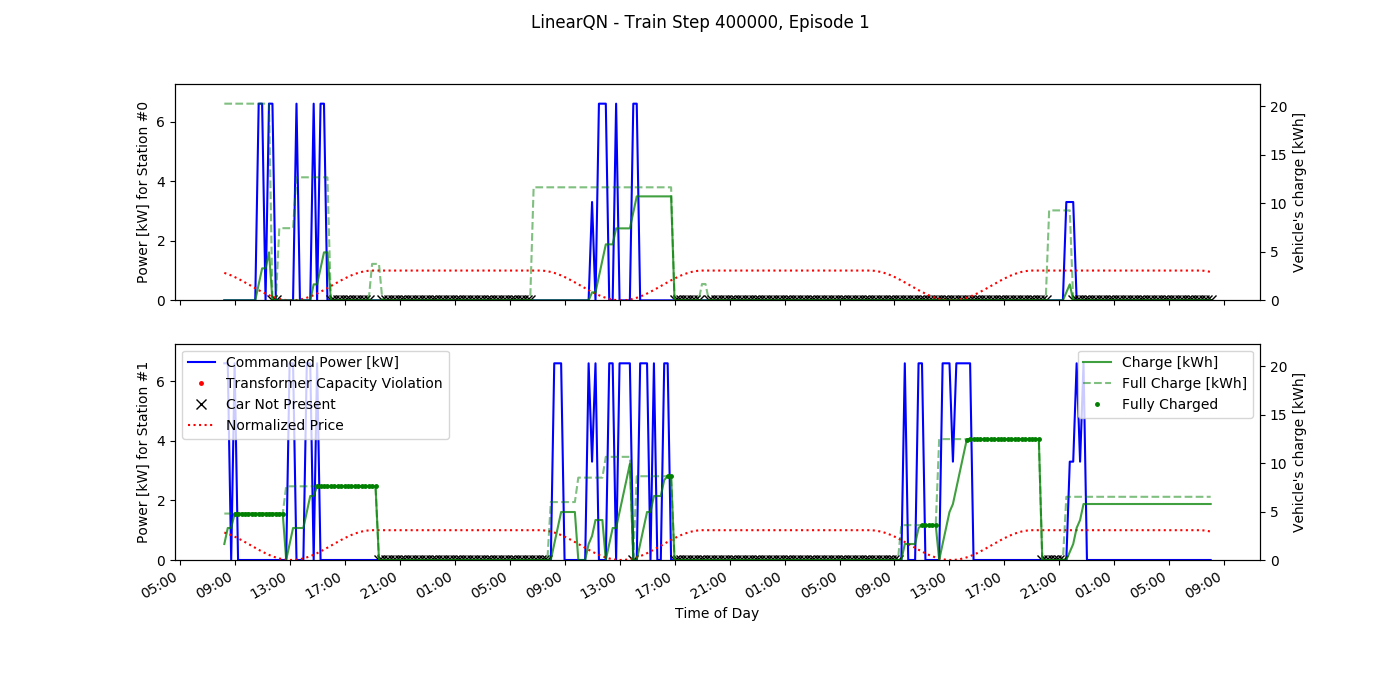 LinearQN - Train Step 400000, Episode 1
Power [kW] for Station #0
0
2
4
6
0
5
10
15
20
Vehicle's charge [kWh]
Power [kW] for Station #1
0
2
4
6
Commanded Power [kW]
Transformer Capacity Violation
Car Not Present
Normalized Price
Charge [kWh]
Full Charge [kWh]
Fully Charged
0
5
10
15
20
Vehicle's charge [kWh]
05:00 09:00 13:00 17:00 21:00 01:00 05:00 09:00 13:00 17:00 21:00 01:00 05:00 09:00 13:00 17:00 21:00 01:00 05:00 09:00
Time of Day